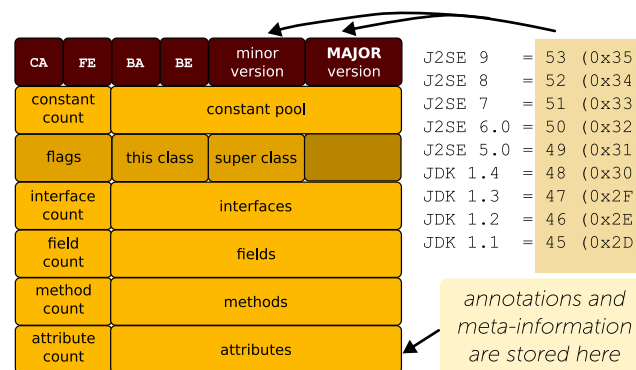 CA FE BA BE minor version MAJOR version
constant count constant pool
flags this class super class
interface count interfaces
field count fields
method count methods
attribute count attributes
J2SE 9 = 53 (0x35
J2SE 8 = 52 (0x34
J2SE 7 = 51 (0x33
J2SE 6.0 = 50 (0x32
J2SE 5.0 = 49 (0x31
JDK 1.4 = 48 (0x30
JDK 1.3 = 47 (0x2F
JDK 1.2 = 46 (0x2E
JDK 1.1 = 45 (0x2D
annotations and
meta-information
are stored here